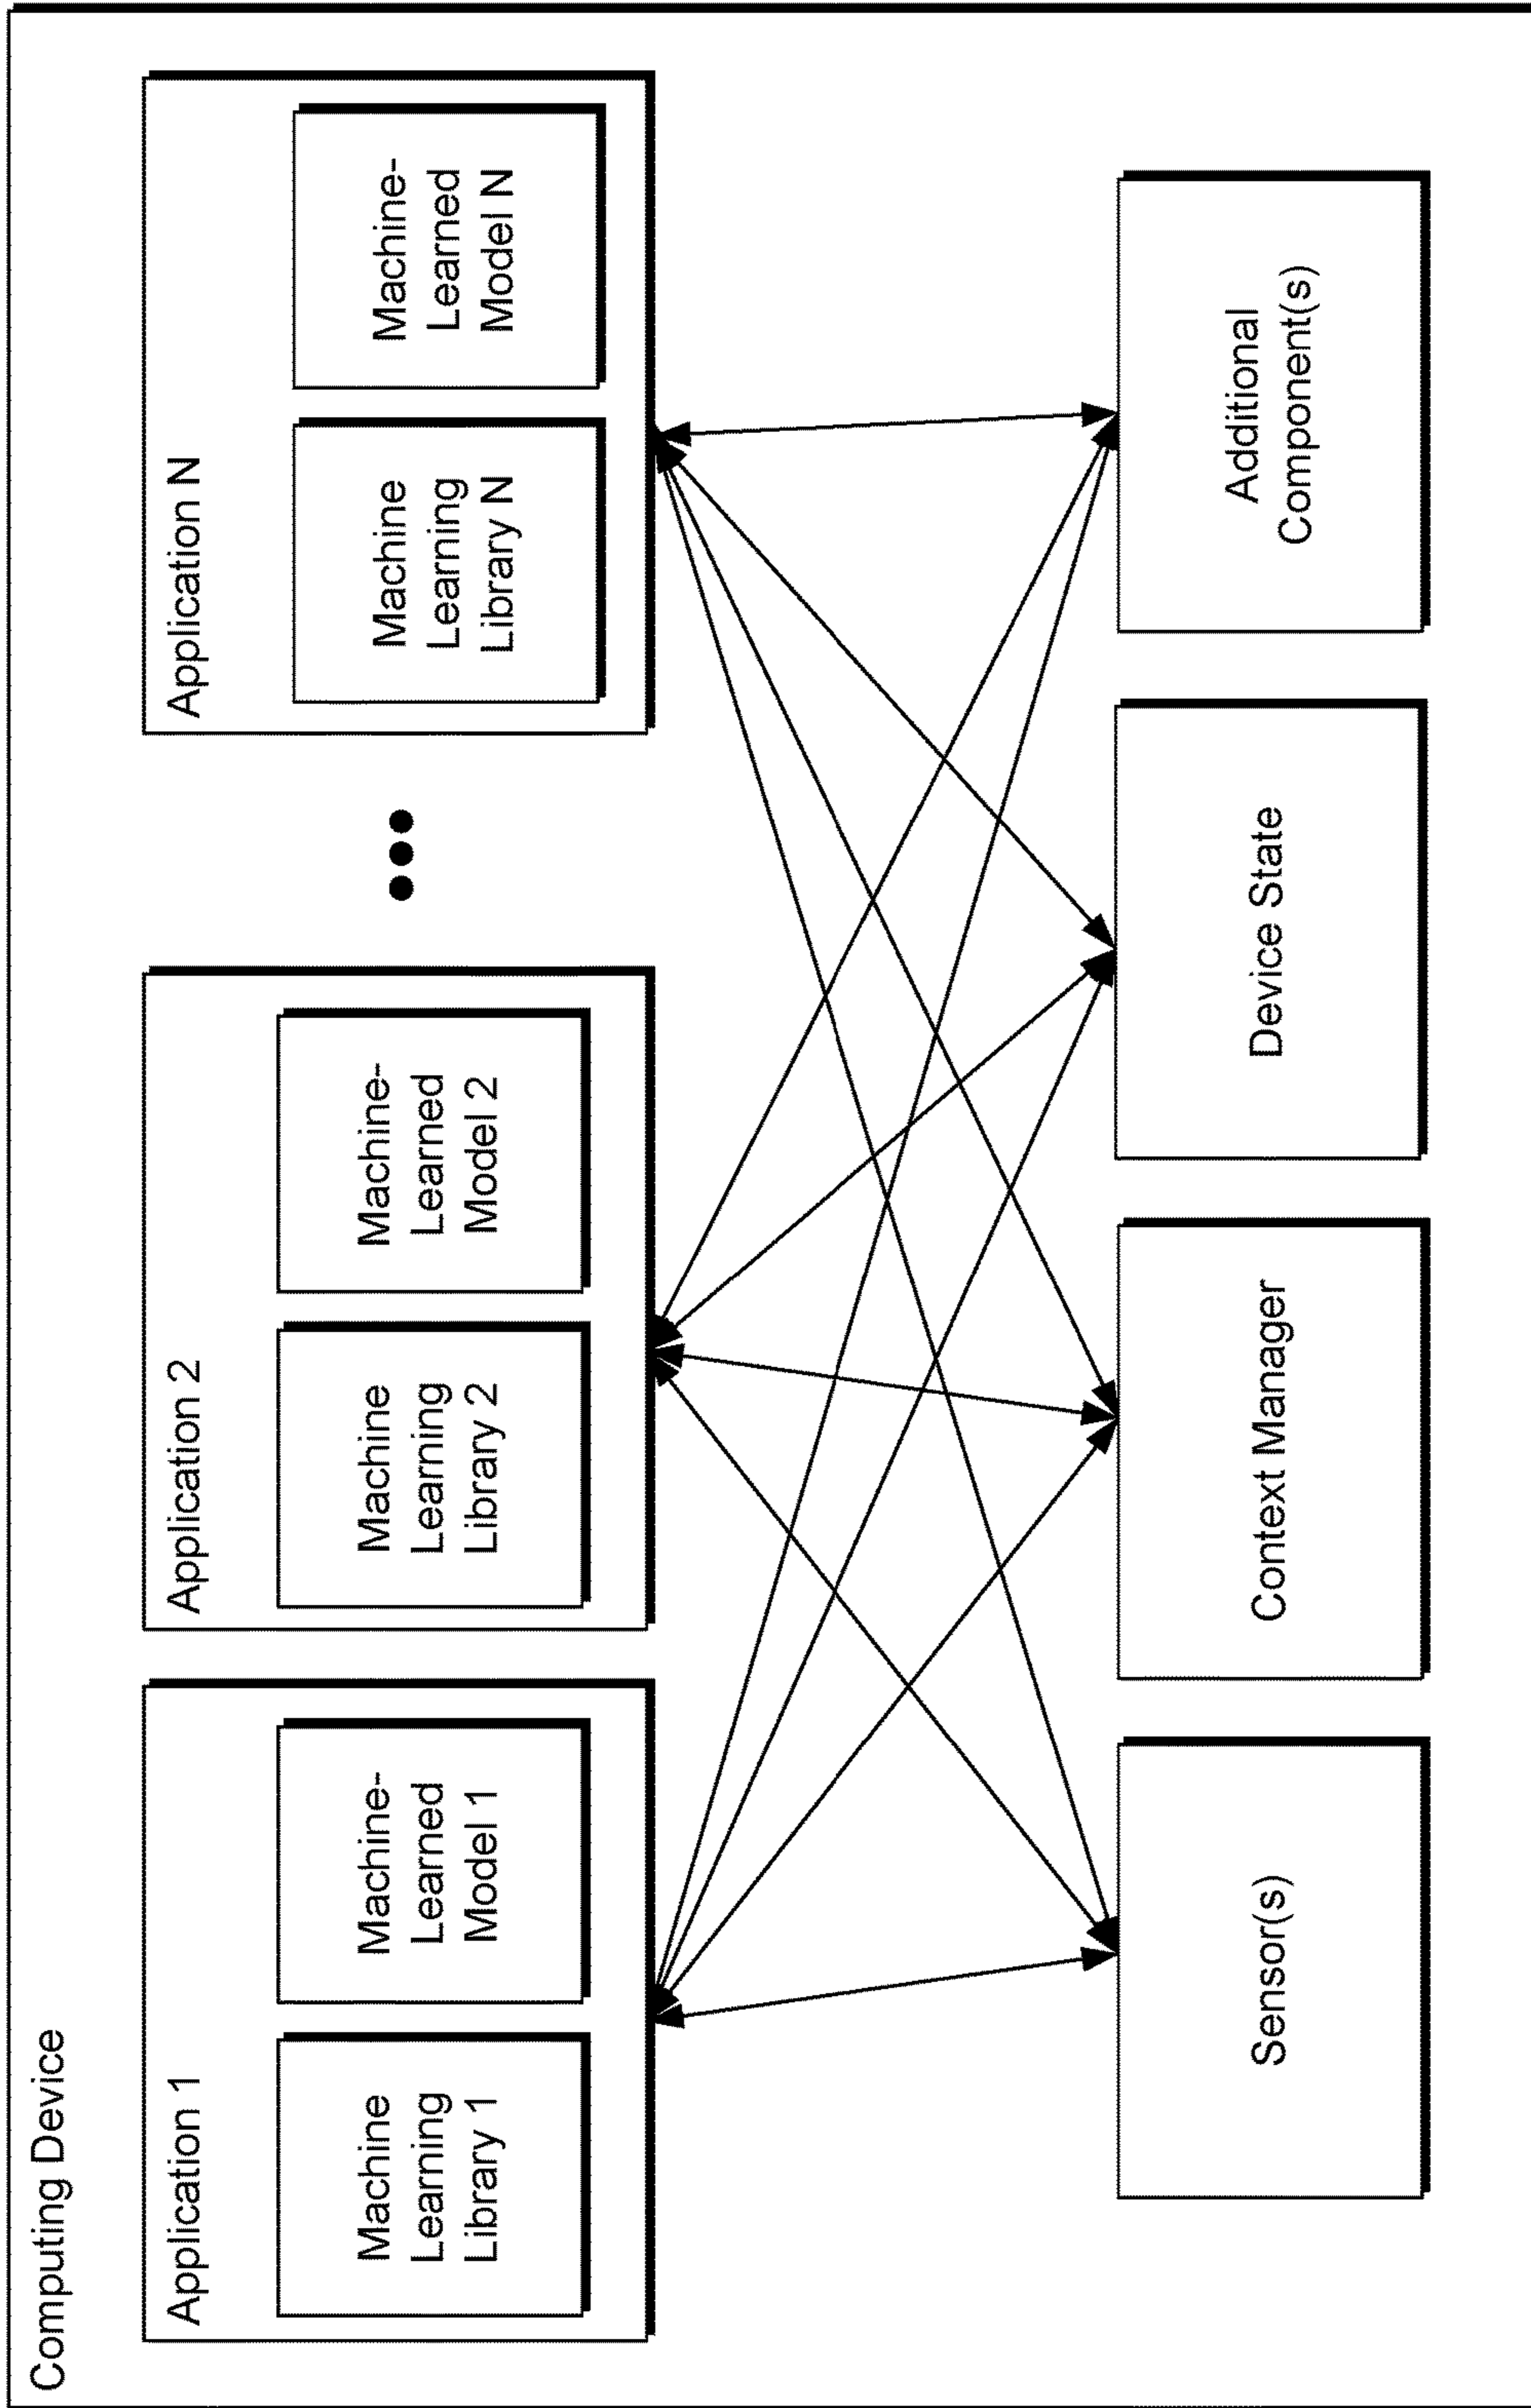 Computing Device
Application 1
Machine
Learning
Library 1
Machine-
Learned
Model 1
Application 2
Machine
Learning
Library 2
Machine-
Learned
Model 2
Application N
Machine
Learning
Library N
Machine-
Learned
Model N
Sensor(s)
Context Manager
Device State
Additional
Component(s)